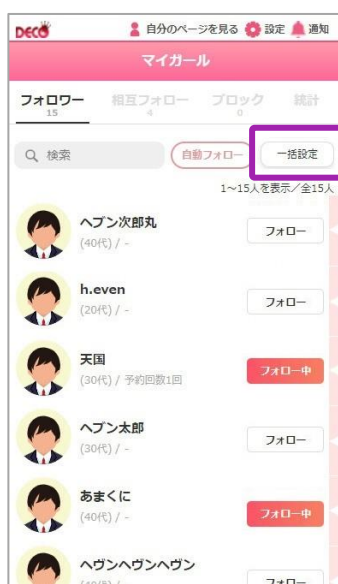 DECO 自分のページを見る 設定 通知
マイガール
フォロワー 相互フォロー ブロック 統計
15 4 0
検索 自動フォロー 一括設定
1~15人を表示/全15人
ヘブン次郎丸
(40代) / - フォロー
h.even
(20代) / - フォロー
天国
(30代) / 予約回数1回 フォロー中
ヘブン太郎
(30代) / - フォロー
あまくに
(40代) / - フォロー中
ヘヴンヘヴンヘヴン
フォロー